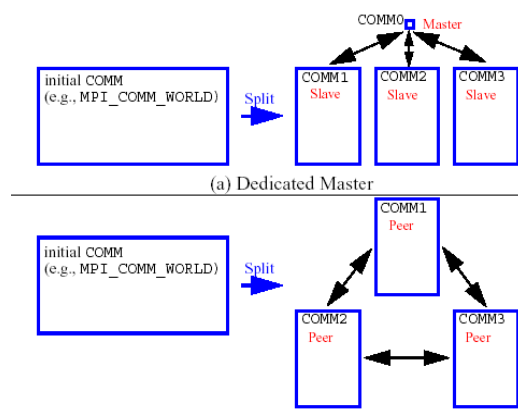 COMM0
Master
initial COMM
(e.g., MPI_COMM_WORLD)
Split
COMM1
Slave
COMM2
Slave
COMM3
Slave
(a) Dedicated Master
initial COMM
(e.g., MPI_COMM_WORLD)
Split
COMM1
Peer
COMM2
Peer
COMM3
Peer